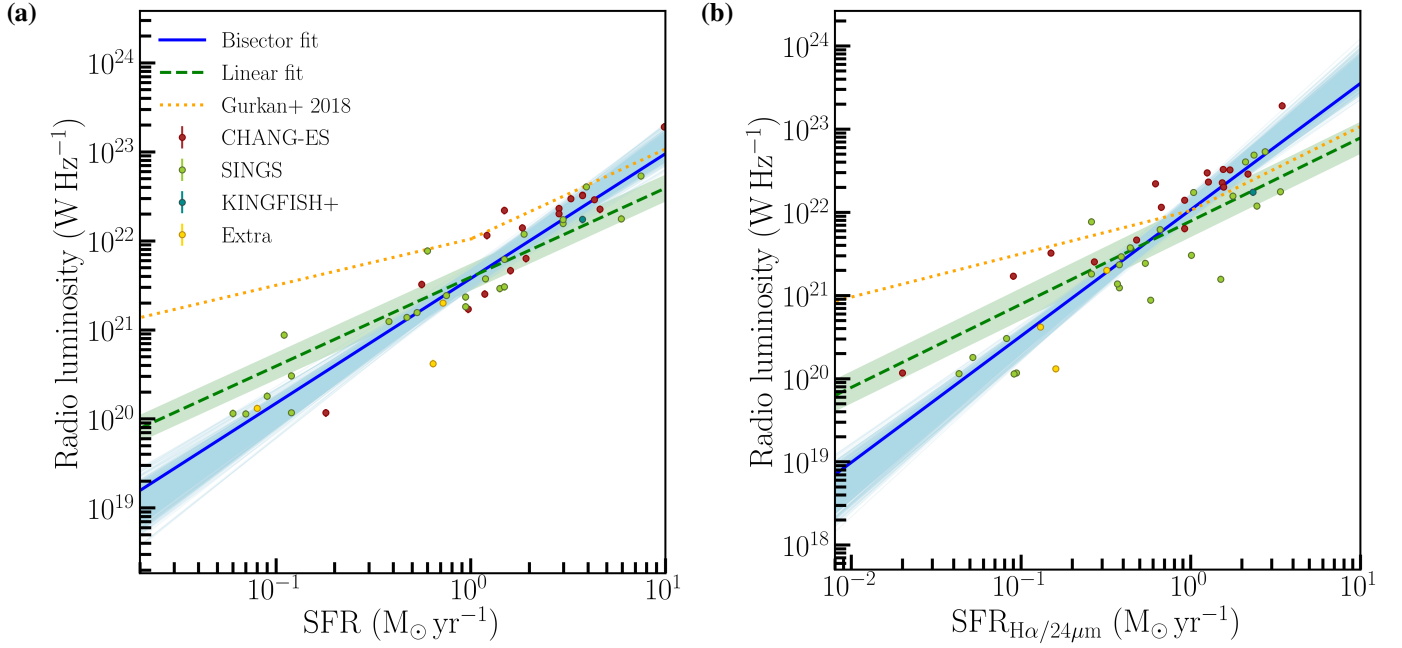 (a)
Bisector fit
Linear fit
Gurkan+ 2018
CHANG-ES
SINGS
KINGFISH+
Extra
10²⁴
10²³
10²²
10²¹
10²⁰
10¹⁹
Radio luminosity (W Hz⁻¹)
10⁻¹ 10⁰ 10¹
SFR (M⊙ yr⁻¹)
(b)
10²⁴
10²³
10²²
10²¹
10²⁰
10¹⁹
10¹⁸
Radio luminosity (W Hz⁻¹)
10⁻² 10⁻¹ 10⁰ 10¹
SFR_Hα/24μm (M⊙ yr⁻¹)